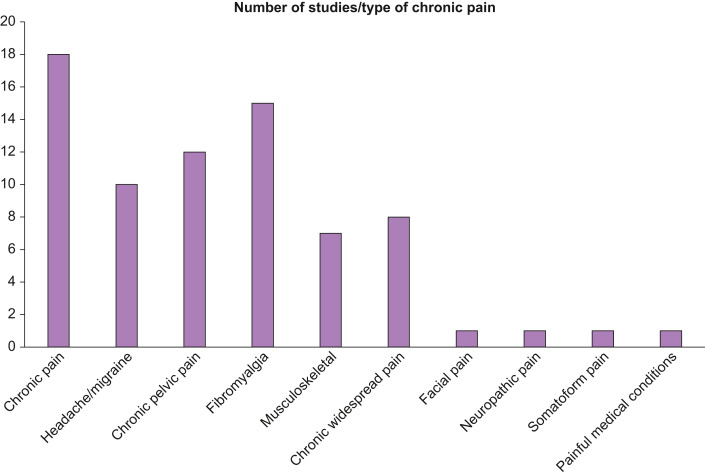 Number of studies/type of chronic pain
20
18
16
14
12
10
8
6
4
2
0
Chronic pain
Headache/migraine
Chronic pelvic pain
Fibromyalgia
Musculoskeletal
Chronic widespread pain
Facial pain
Neuropathic pain
Somatoform pain
Painful medical conditions